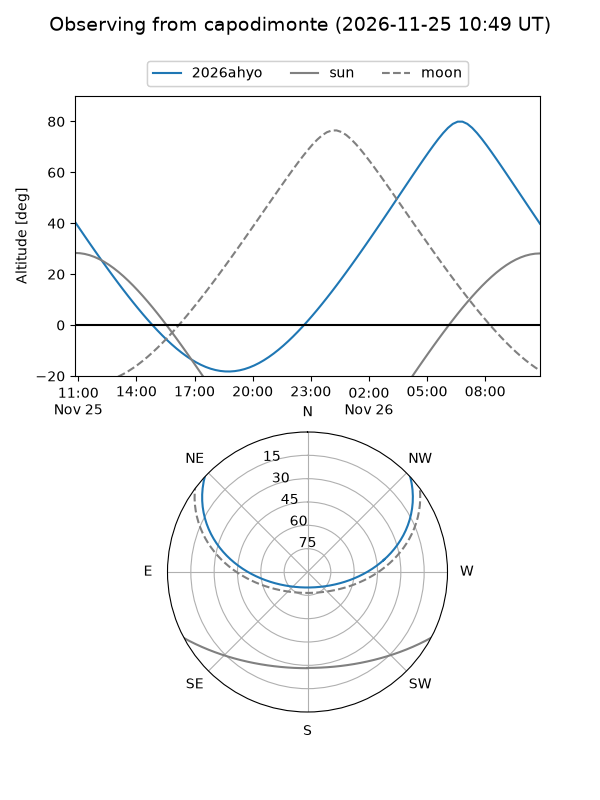 Observing from capodimonte (2026-11-25 10:49 UT)
2026ahyo sun moon
Altitude [deg]
80
60
40
20
0
−20
11:00 14:00 17:00 20:00 23:00 02:00 05:00 08:00
Nov 25 Nov 26
N
NE NW
15
30
45
60
75
E W
SE SW
S